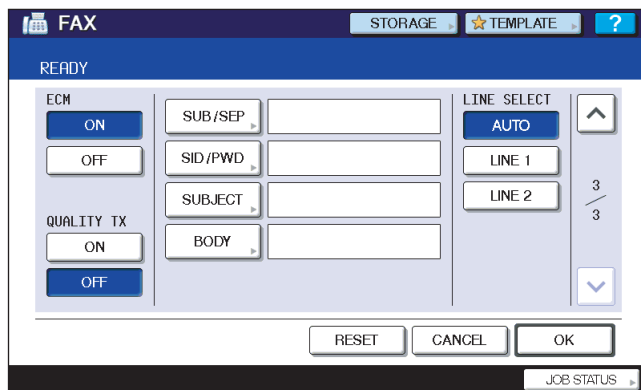 FAX
STORAGE
TEMPLATE
?
READY
ECM
ON
OFF
QUALITY TX
ON
OFF
SUB/SEP
SID/PWD
SUBJECT
BODY
LINE SELECT
AUTO
LINE 1
LINE 2
3
3
RESET
CANCEL
OK
JOB STATUS